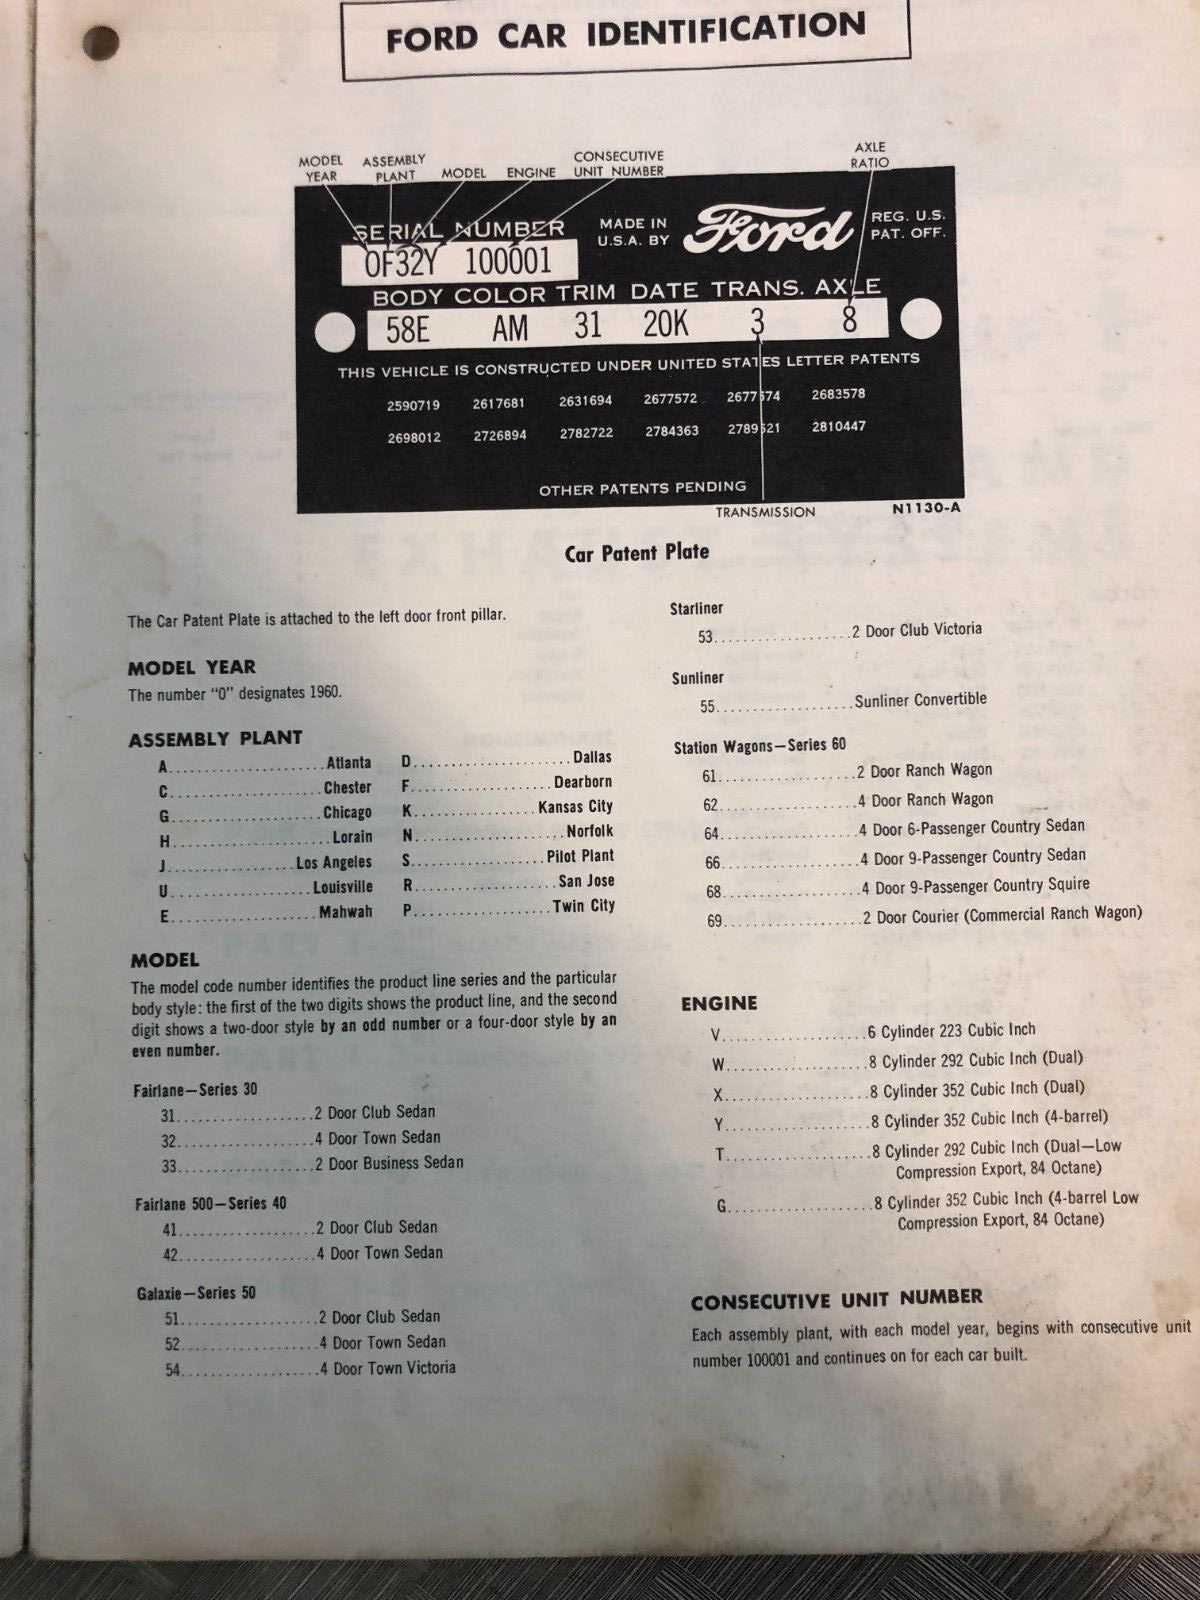 FORD CAR IDENTIFICATION
MODEL YEAR
ASSEMBLY PLANT
MODEL
ENGINE
CONSECUTIVE UNIT NUMBER
AXLE RATIO
SERIAL NUMBER
MADE IN U.S.A. BY
Ford
REG. U.S. PAT. OFF.
0F32Y 100001
BODY COLOR TRIM DATE TRANS. AXLE
58E AM 31 20K 3 8
THIS VEHICLE IS CONSTRUCTED UNDER UNITED STATES LETTER PATENTS
2590719 2617681 2631694 2677572 2677574 2683578
2698012 2726894 2782722 2784363 2789621 2810447
OTHER PATENTS PENDING
TRANSMISSION
N1130-A
Car Patent Plate
The Car Patent Plate is attached to the left door front pillar.
MODEL YEAR
The number “0” designates 1960.
ASSEMBLY PLANT
A....................Atlanta D....................Dallas
C....................Chester F....................Dearborn
G....................Chicago K....................Kansas City
H....................Lorain N....................Norfolk
J....................Los Angeles S....................Pilot Plant
U....................Louisville R....................San Jose
E....................Mahwah P....................Twin City
MODEL
The model code number identifies the product line series and the particular
body style: the first of the two digits shows the product line, and the second
digit shows a two-door style by an odd number or a four-door style by an
even number.
Fairlane—Series 30
31....................2 Door Club Sedan
32....................4 Door Town Sedan
33....................2 Door Business Sedan
Fairlane 500—Series 40
41....................2 Door Club Sedan
42....................4 Door Town Sedan
Galaxie—Series 50
51....................2 Door Club Sedan
52....................4 Door Town Sedan
54....................4 Door Town Victoria
Starliner
53....................2 Door Club Victoria
Sunliner
55....................Sunliner Convertible
Station Wagons—Series 60
61....................2 Door Ranch Wagon
62....................4 Door Ranch Wagon
64....................4 Door 6-Passenger Country Sedan
66....................4 Door 9-Passenger Country Sedan
68....................4 Door 9-Passenger Country Squire
69....................2 Door Courier (Commercial Ranch Wagon)
ENGINE
V....................6 Cylinder 223 Cubic Inch
W....................8 Cylinder 292 Cubic Inch (Dual)
X....................8 Cylinder 352 Cubic Inch (Dual)
Y....................8 Cylinder 352 Cubic Inch (4-barrel)
T....................8 Cylinder 292 Cubic Inch (Dual—Low
Compression Export, 84 Octane)
G....................8 Cylinder 352 Cubic Inch (4-barrel Low
Compression Export, 84 Octane)
CONSECUTIVE UNIT NUMBER
Each assembly plant, with each model year, begins with consecutive unit
number 100001 and continues on for each car built.